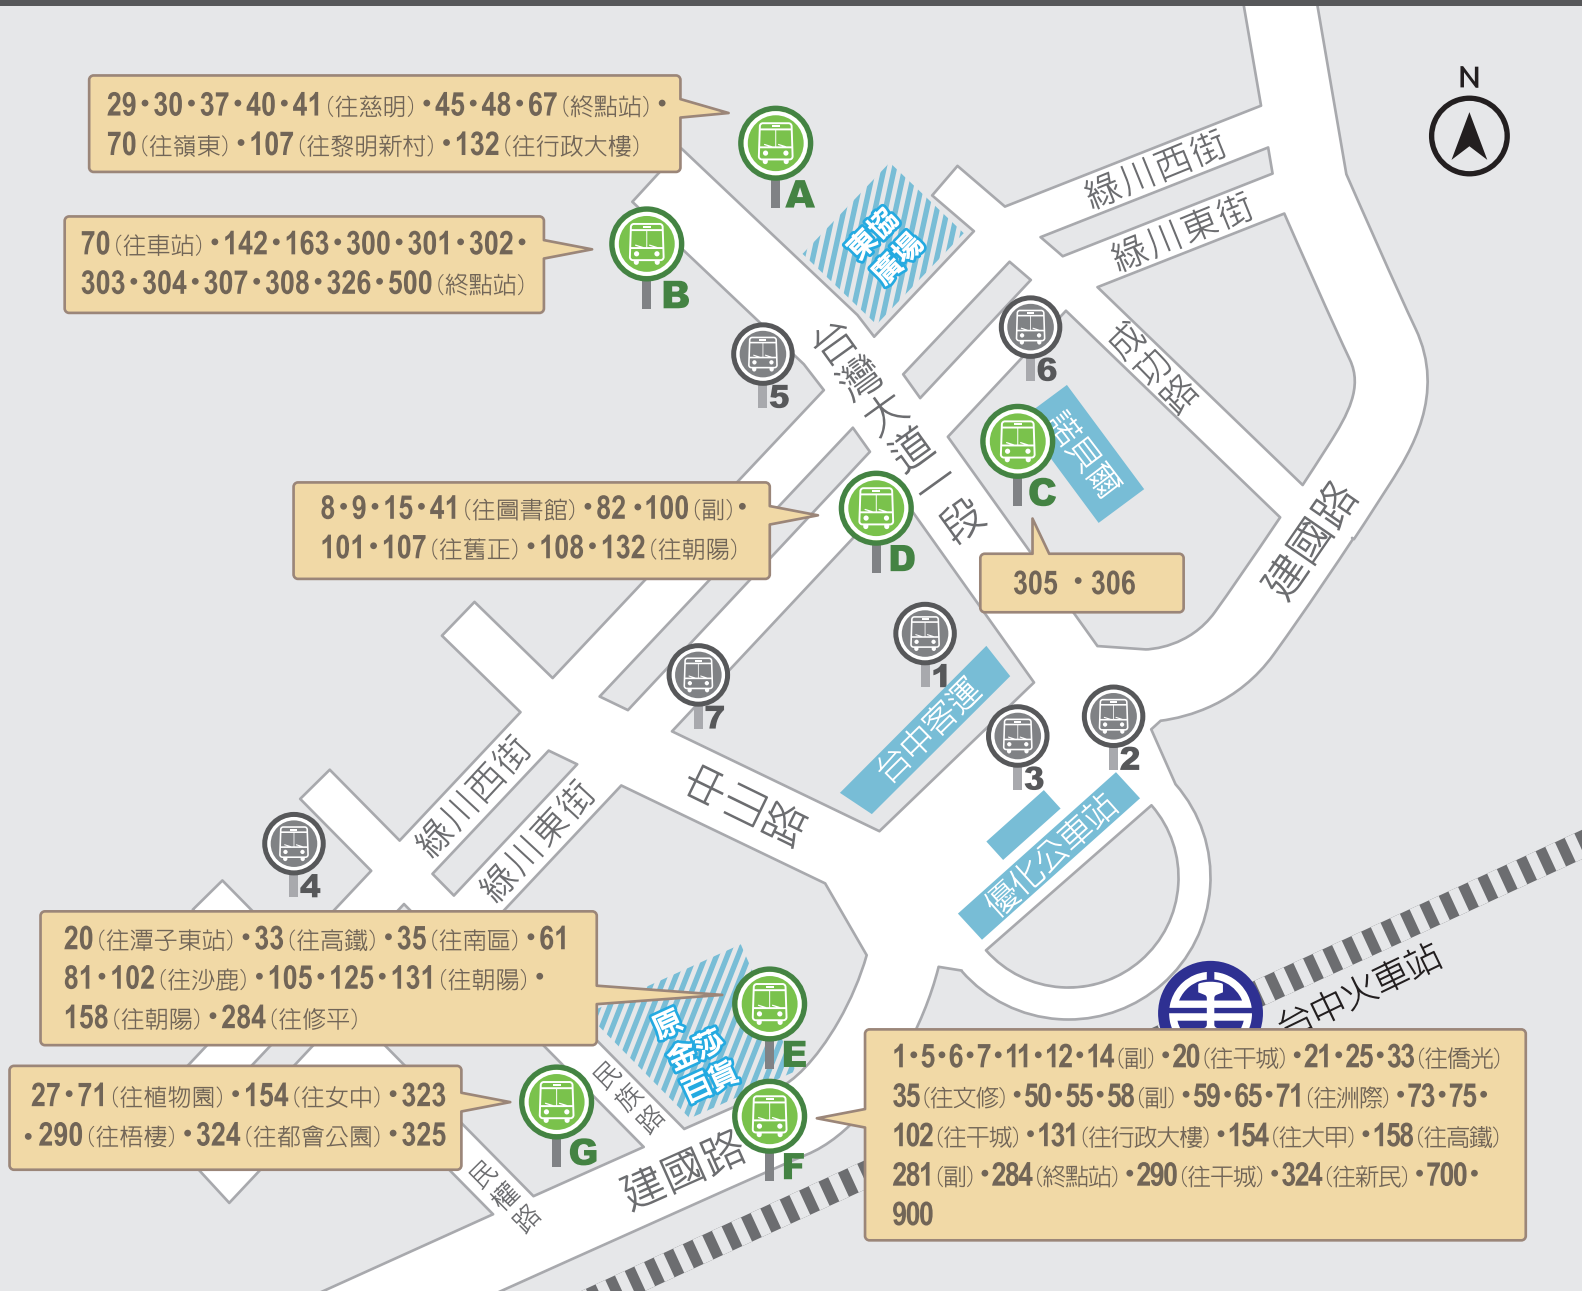 N
29・30・37・40・41(往慈明)・45・48・67(終點站)・
70(往嶺東)・107(往黎明新村)・132(往行政大樓)
A
綠川西街
綠川東街
東協
廣場
70(往車站)・142・163・300・301・302・
303・304・307・308・326・500(終點站)
B
5
6
台灣大道一段
成功路
諾貝爾
C
建國路
8・9・15・41(往圖書館)・82・100(副)・
101・107(往舊正)・108・132(往朝陽)
D
305・306
1
台中客運
7
2
3
中山路
綠川西街
綠川東街
優化公車站
4
台中火車站
20(往潭子東站)・33(往高鐵)・35(往南區)・61
81・102(往沙鹿)・105・125・131(往朝陽)・
158(往朝陽)・284(往修平)
原
金莎
百貨
E
27・71(往植物園)・154(往女中)・323
・290(往梧棲)・324(往都會公園)・325
G
民族路
民權路
建國路
F
1・5・6・7・11・12・14(副)・20(往干城)・21・25・33(往僑光)
35(往文修)・50・55・58(副)・59・65・71(往洲際)・73・75・
102(往干城)・131(往行政大樓)・154(往大甲)・158(往高鐵)
281(副)・284(終點站)・290(往干城)・324(往新民)・700・
900